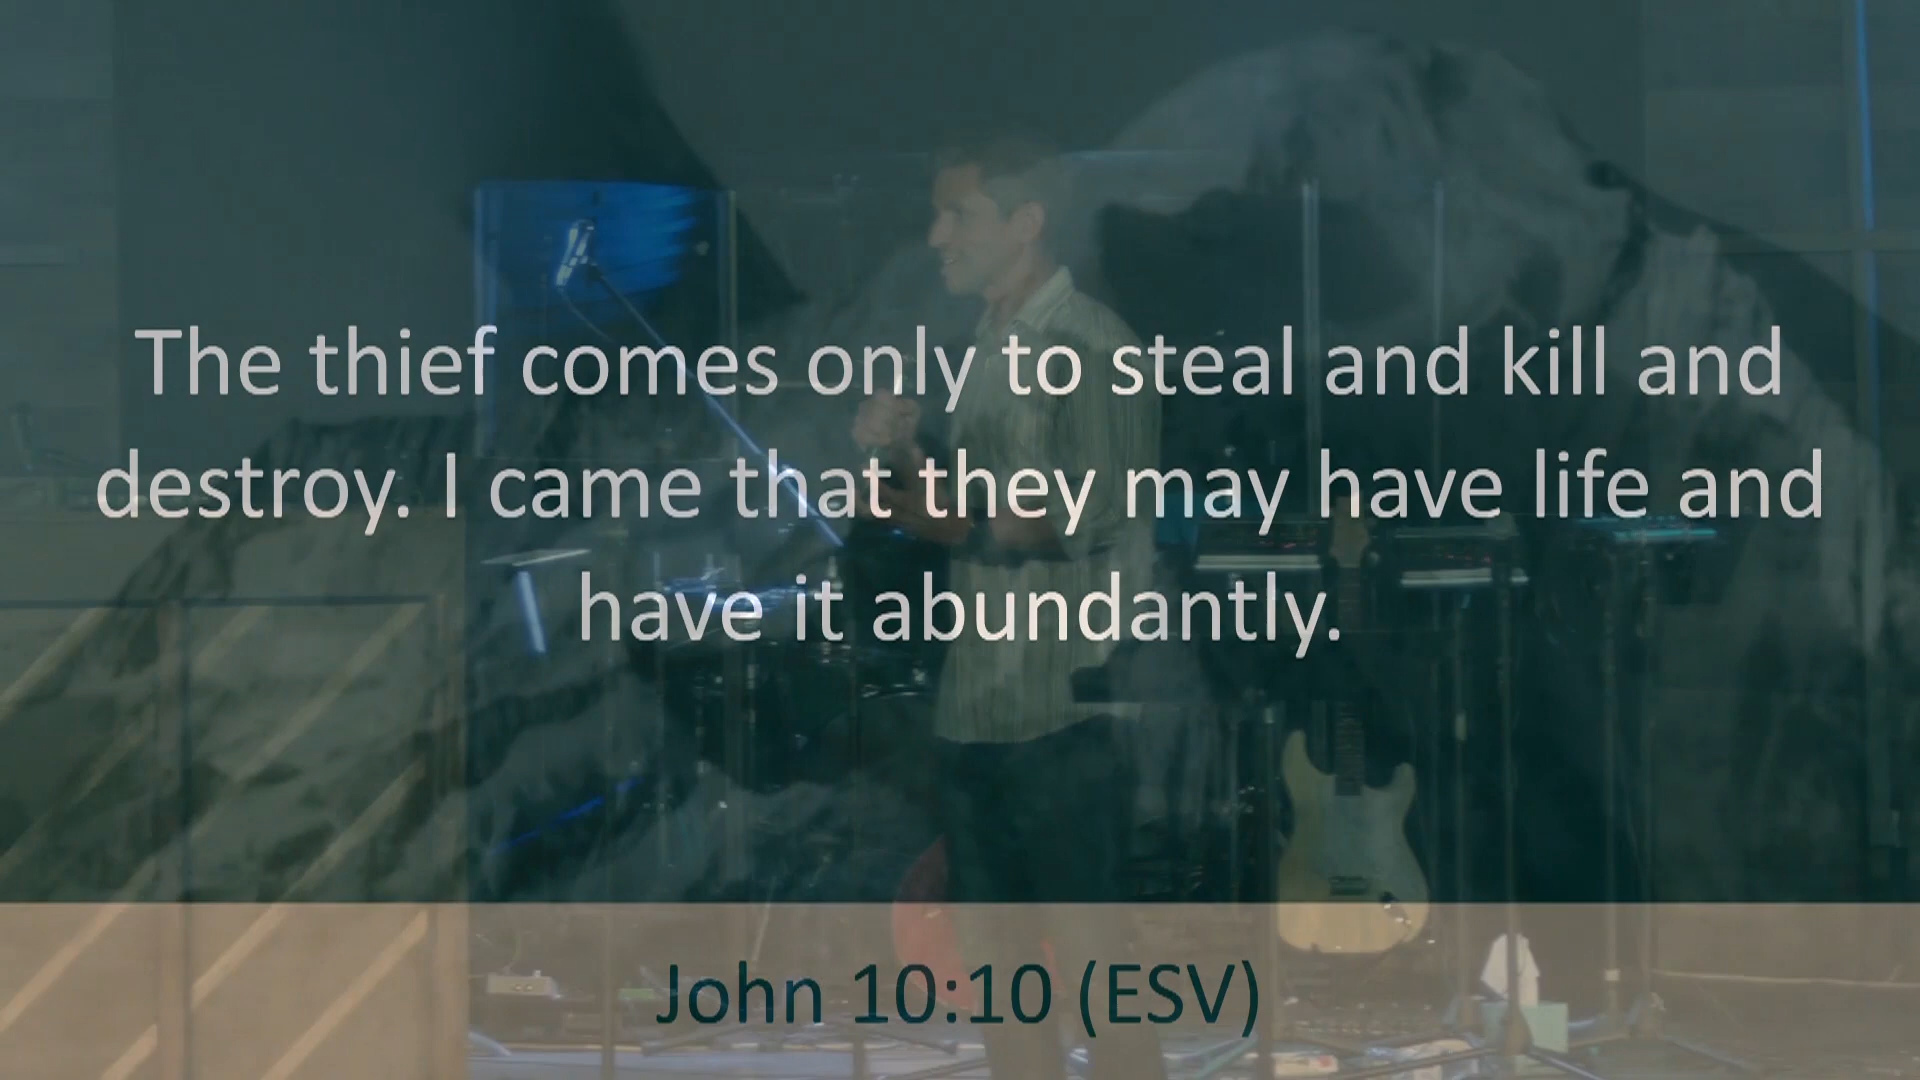 The thief comes only to steal and kill and
destroy. I came that they may have life and
have it abundantly.
John 10:10 (ESV)